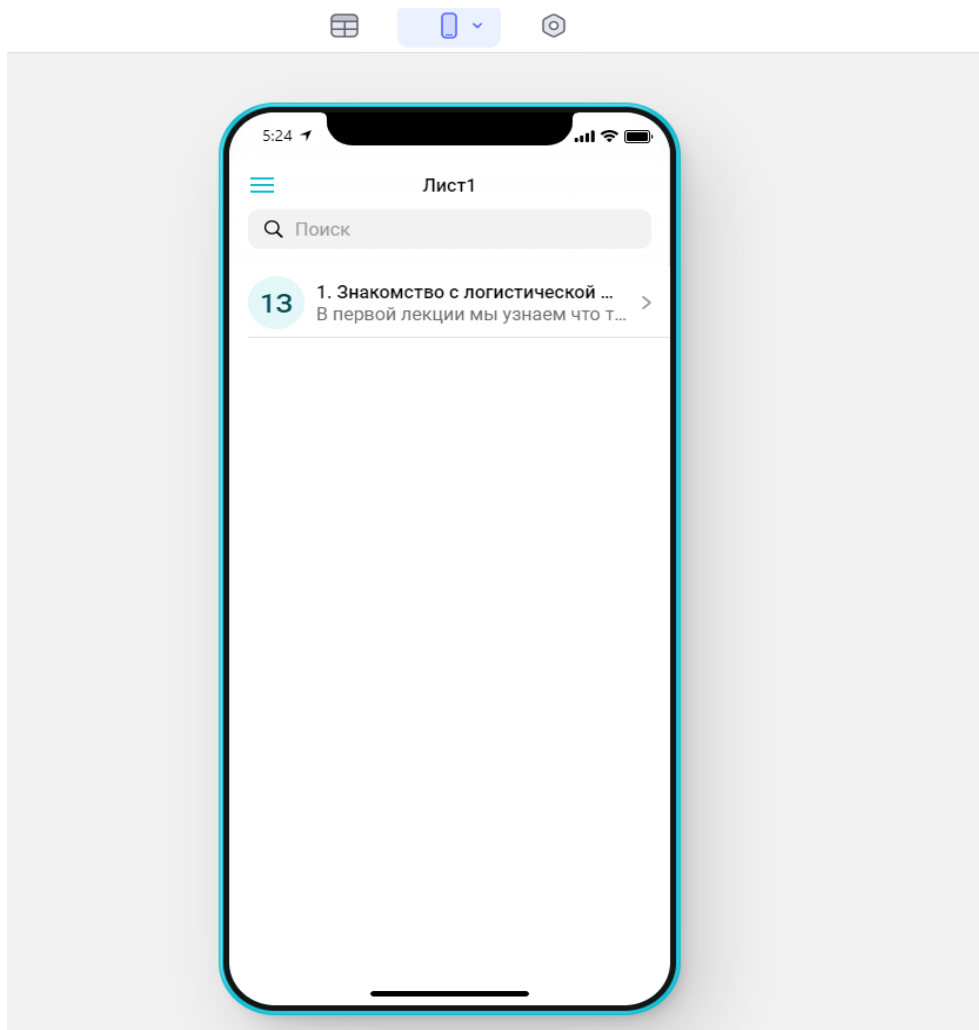 5:24
Лист1
Поиск
13
1. Знакомство с логистической ...
В первой лекции мы узнаем что т...